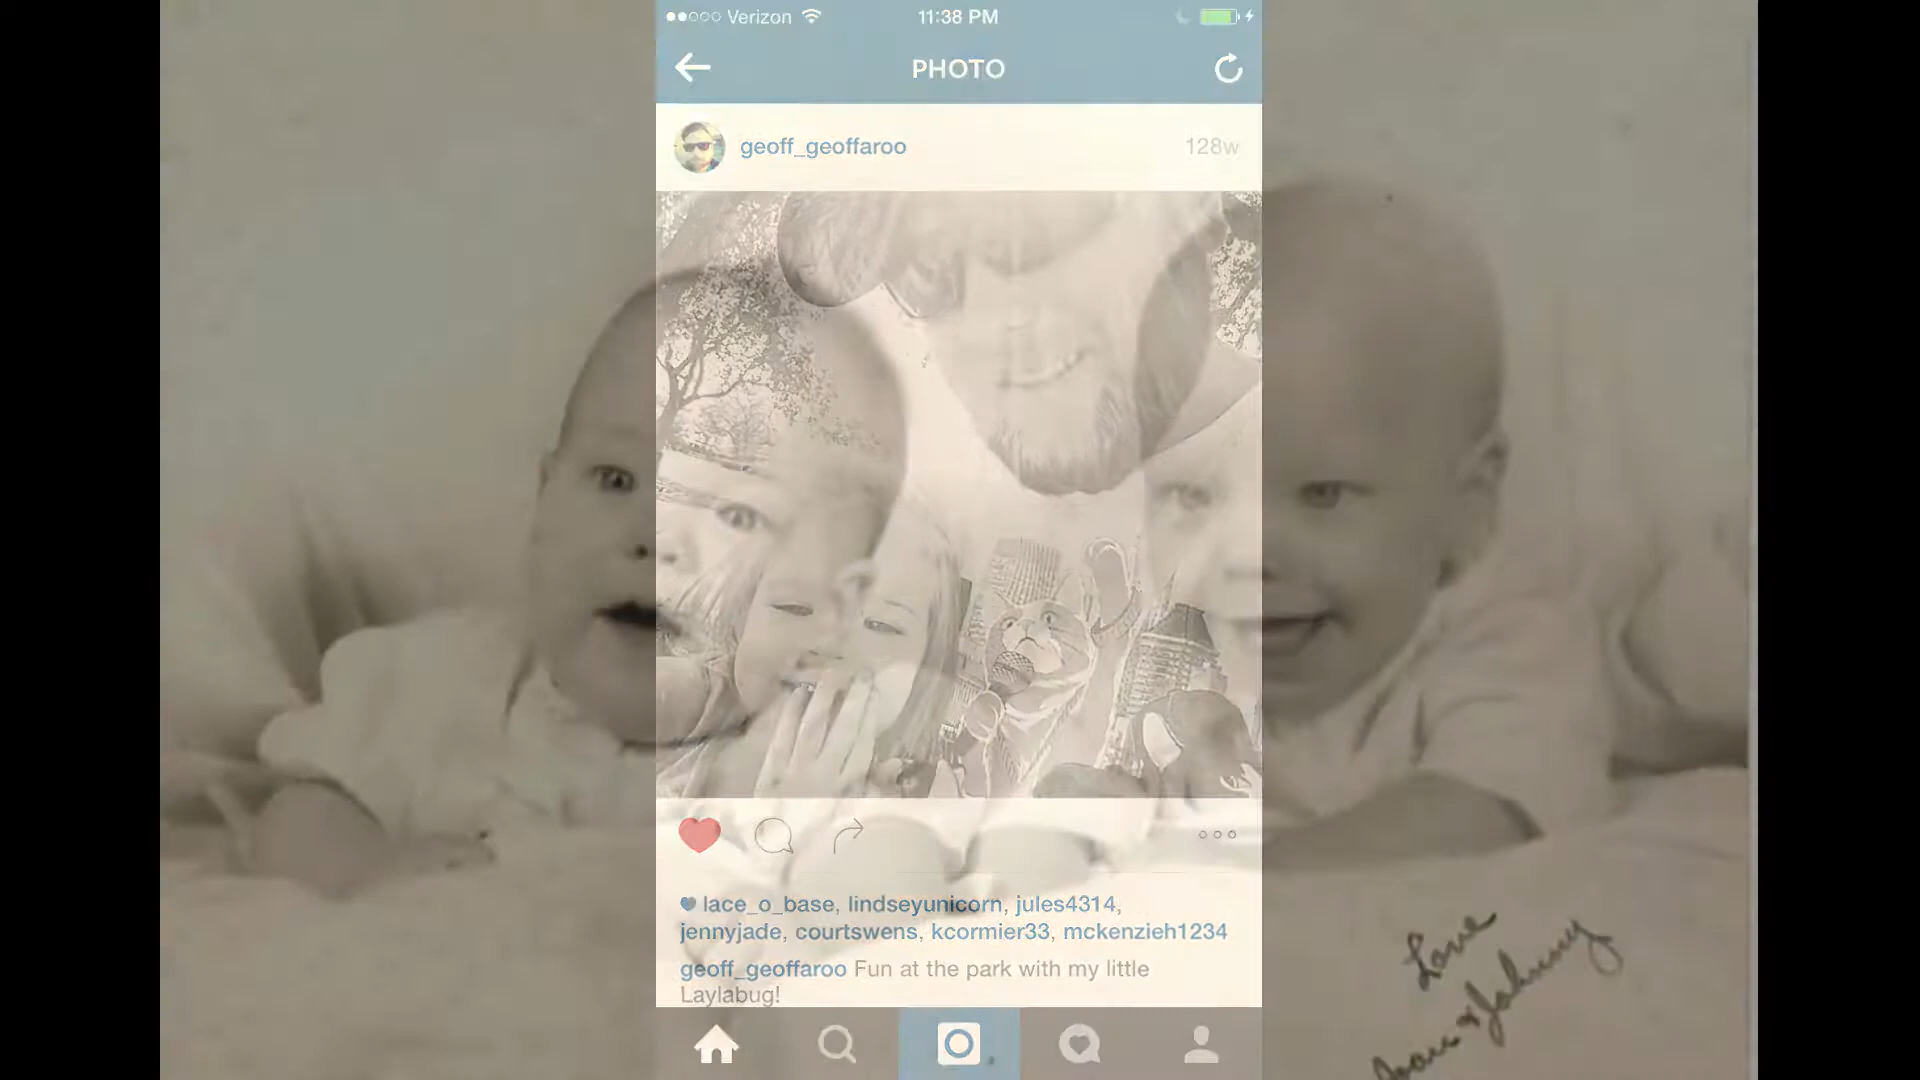 Verizon 11:38 PM
PHOTO
geoff_geoffaroo 128w
lace_o_base, lindseyunicorn, jules4314,
jennyjade, courtswens, kcormier33, mckenzieh1234
geoff_geoffaroo Fun at the park with my little
Laylabug!
Love
& Johnny